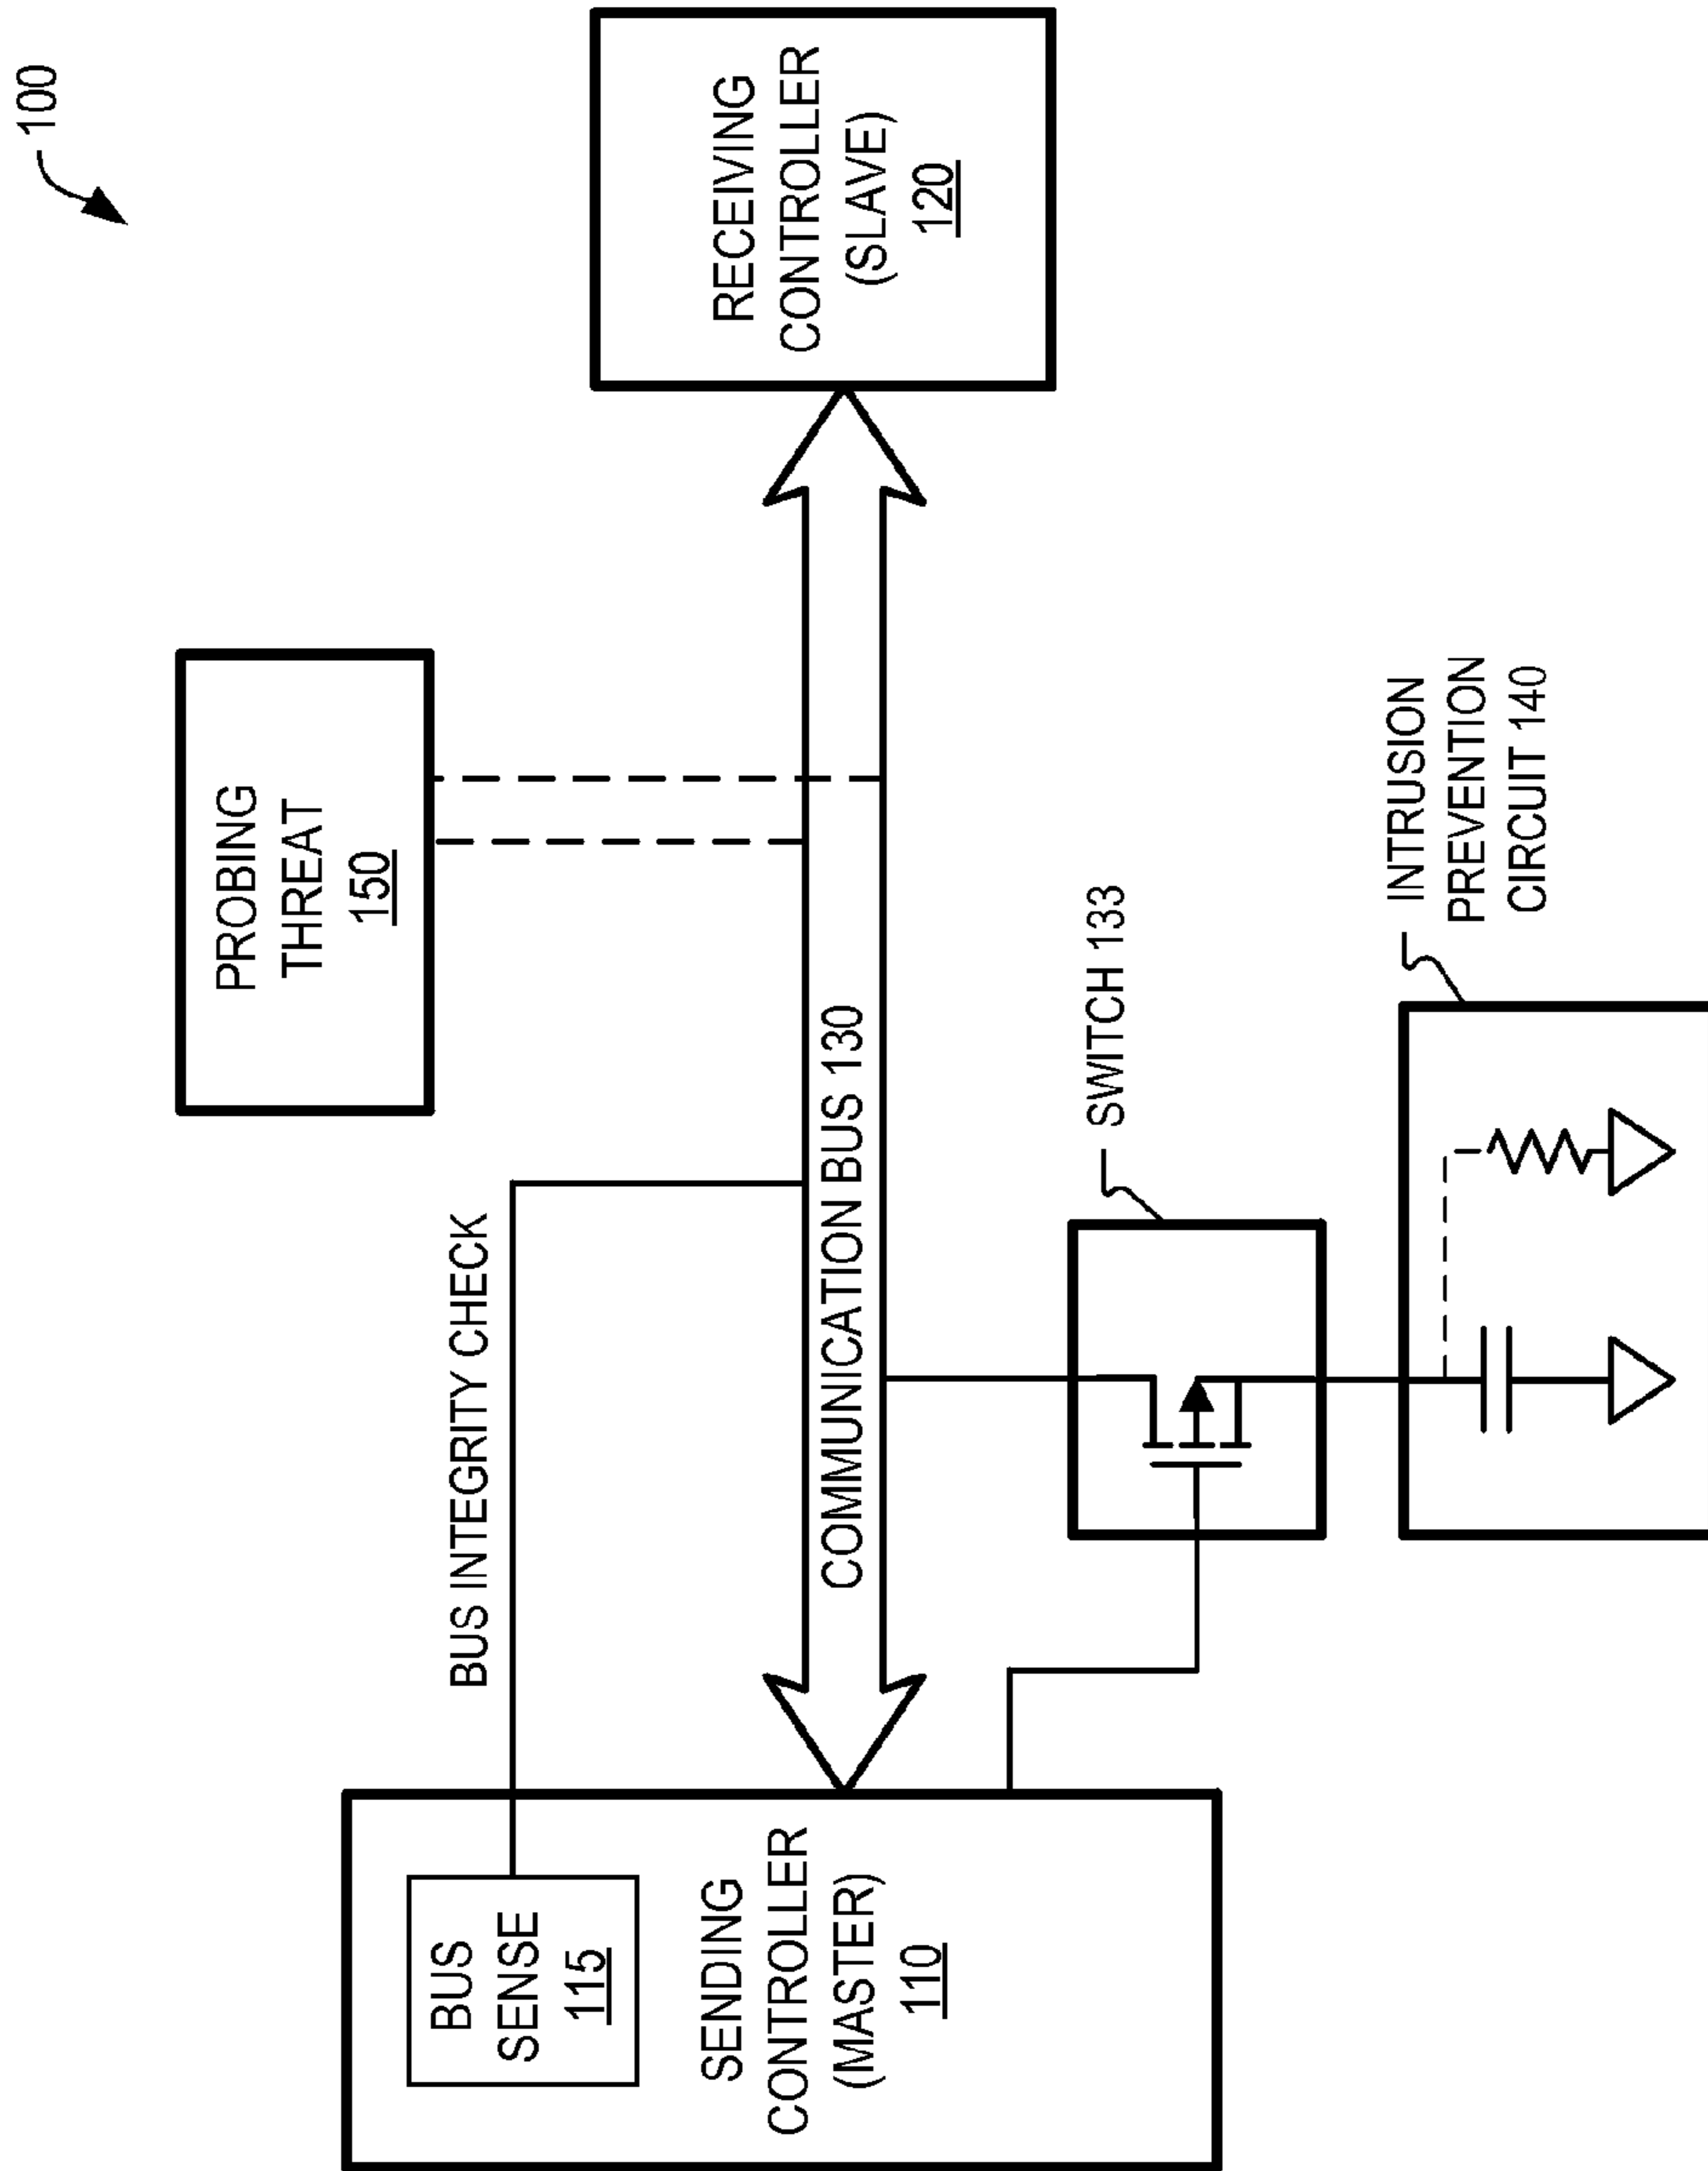 100
PROBING
THREAT
150
BUS INTEGRITY CHECK
BUS
SENSE
115
SENDING
CONTROLLER
(MASTER)
110
COMMUNICATION BUS 130
RECEIVING
CONTROLLER
(SLAVE)
120
SWITCH 133
INTRUSION
PREVENTION
CIRCUIT 140